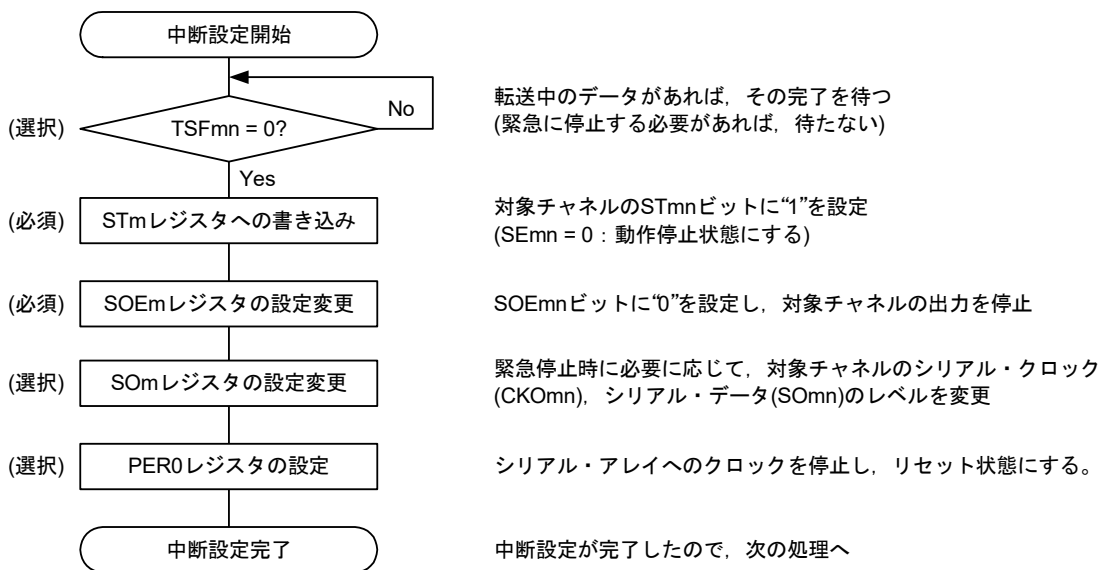 中断設定開始
(選択)
TSFmn = 0?
No
転送中のデータがあれば，その完了を待つ
(緊急に停止する必要があれば，待たない)
Yes
(必須)
STmレジスタへの書き込み
対象チャネルのSTmnビットに“1”を設定
(SEmn = 0：動作停止状態にする)
(必須)
SOEmレジスタの設定変更
SOEmnビットに“0”を設定し，対象チャネルの出力を停止
(選択)
SOmレジスタの設定変更
緊急停止時に必要に応じて，対象チャネルのシリアル・クロック
(CKOmn)，シリアル・データ(SOmn)のレベルを変更
(選択)
PER0レジスタの設定
シリアル・アレイへのクロックを停止し，リセット状態にする。
中断設定完了
中断設定が完了したので，次の処理へ